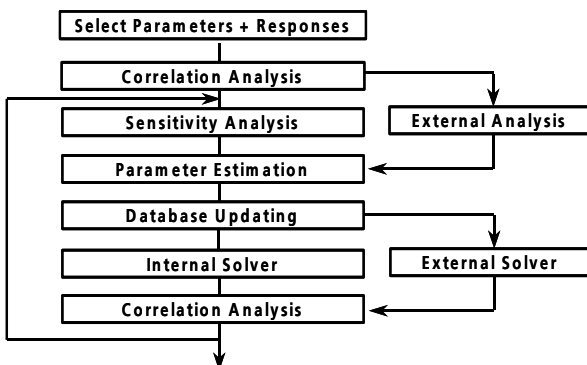 Select Parameters + Responses
Correlation Analysis
Sensitivity Analysis
External Analysis
Parameter Estimation
Database Updating
Internal Solver
External Solver
Correlation Analysis